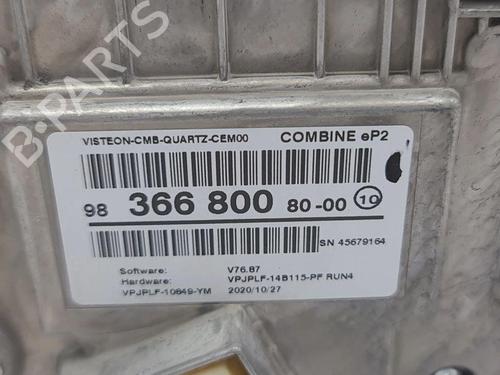 VISTEON-CMB-QUARTZ-CEM00 COMBINE eP2
98 366 800 80-00 10
SN 45679164
Software: V76.87
Hardware: VPJPLF-14B115-PF RUN4
VPJPLF-10849-YM 2020/10/27
B-PARTS